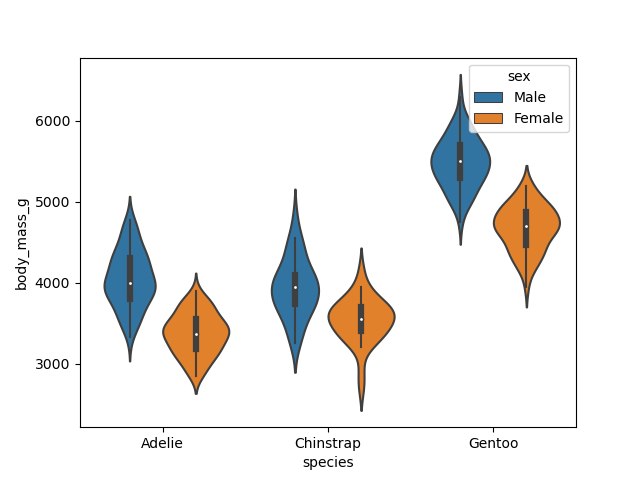 sex
Male
Female
6000
5000
4000
3000
body_mass_g
Adelie
Chinstrap
Gentoo
species